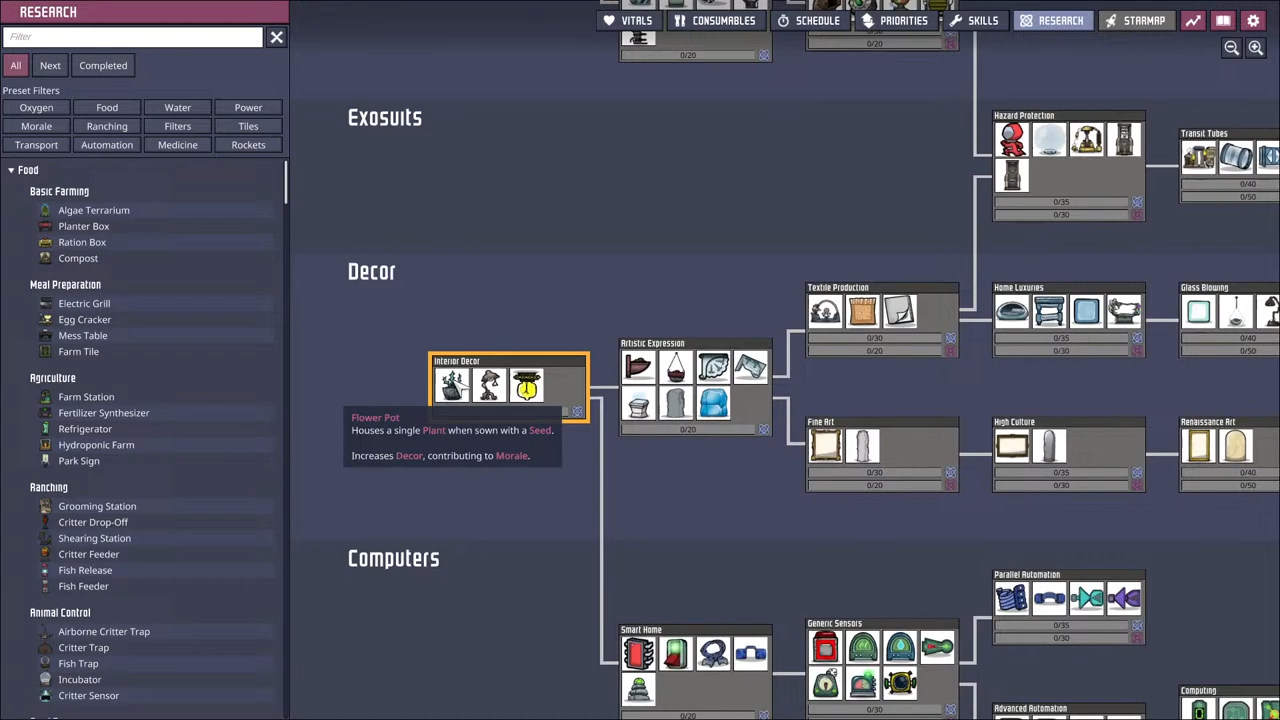 RESEARCH
VITALS
CONSUMABLES
SCHEDULE
PRIORITIES
SKILLS
RESEARCH
STARMAP
Filter
All
Next
Completed
Preset Filters
Oxygen
Food
Water
Power
Morale
Ranching
Filters
Tiles
Transport
Automation
Medicine
Rockets
Food
Basic Farming
Algae Terrarium
Planter Box
Ration Box
Compost
Meal Preparation
Electric Grill
Egg Cracker
Mess Table
Farm Tile
Agriculture
Farm Station
Fertilizer Synthesizer
Refrigerator
Hydroponic Farm
Park Sign
Ranching
Grooming Station
Critter Drop-Off
Shearing Station
Critter Feeder
Fish Release
Fish Feeder
Animal Control
Airborne Critter Trap
Critter Trap
Fish Trap
Incubator
Critter Sensor
0/20
0/20
Exosuits
Hazard Protection
0/35
0/30
Transit Tubes
0/40
0/50
Decor
Interior Decor
Flower Pot
Houses a single Plant when sown with a Seed.
Increases Decor, contributing to Morale.
Artistic Expression
0/20
Textile Production
0/30
0/20
Home Luxuries
0/35
0/30
Glass Blowing
0/40
0/50
Fine Art
0/30
0/20
High Culture
0/35
0/30
Renaissance Art
0/40
0/50
Computers
Smart Home
0/20
Generic Sensors
0/30
Parallel Automation
0/35
0/30
Advanced Automation
Computing